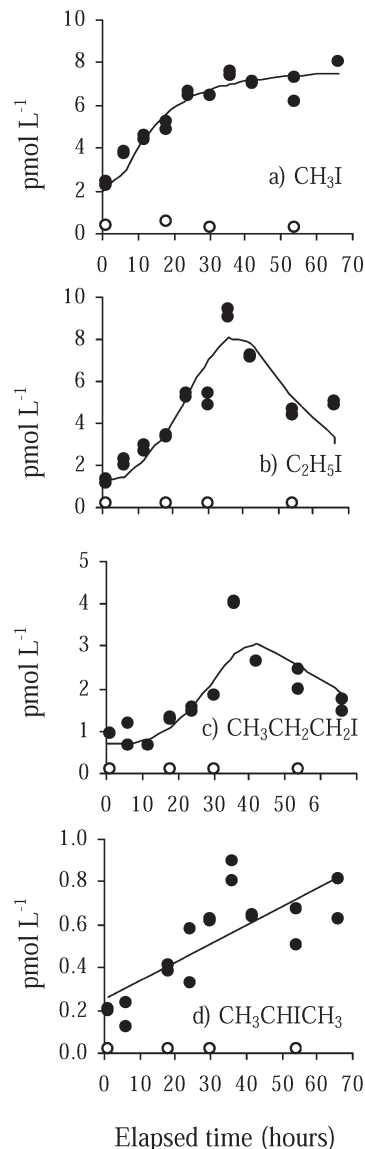 10
8
6
4
2
0
pmol L⁻¹
a) CH₃I
0 10 20 30 40 50 60 70
10
8
6
4
2
0
pmol L⁻¹
b) C₂H₅I
5
4
3
2
1
0
pmol L⁻¹
c) CH₃CH₂CH₂I
0 10 20 30 40 50 6
1.0
0.8
0.6
0.4
0.2
0.0
pmol L⁻¹
d) CH₃CHICH₃
0 10 20 30 40 50 60 70
Elapsed time (hours)